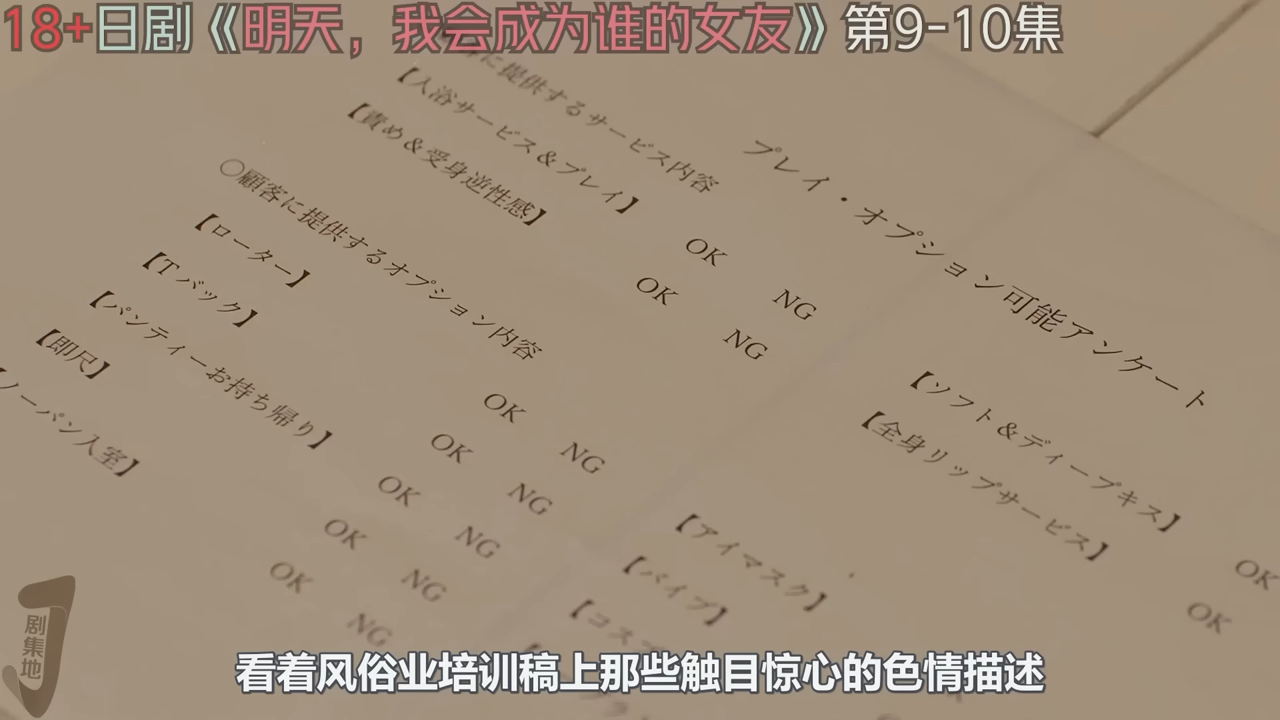 18+日剧《明天，我会成为谁的女友》第9-10集
プレイ・オプション可能アンケート
に提供するサービス内容
【入浴サービス＆プレイ】 OK NG
【責め＆受身逆性感】 OK NG
【ソフト＆ディープキス】 OK
【全身リップサービス】 OK
○顧客に提供するオプション内容
【ローター】 OK NG
【Tバック】 OK NG
【パンティーお持ち帰り】 OK NG
【即尺】 OK NG
【ノーパン入室】 OK NG
【アイマスク】
【バイブ】
【コスプ
剧集地
看着风俗业培训稿上那些触目惊心的色情描述